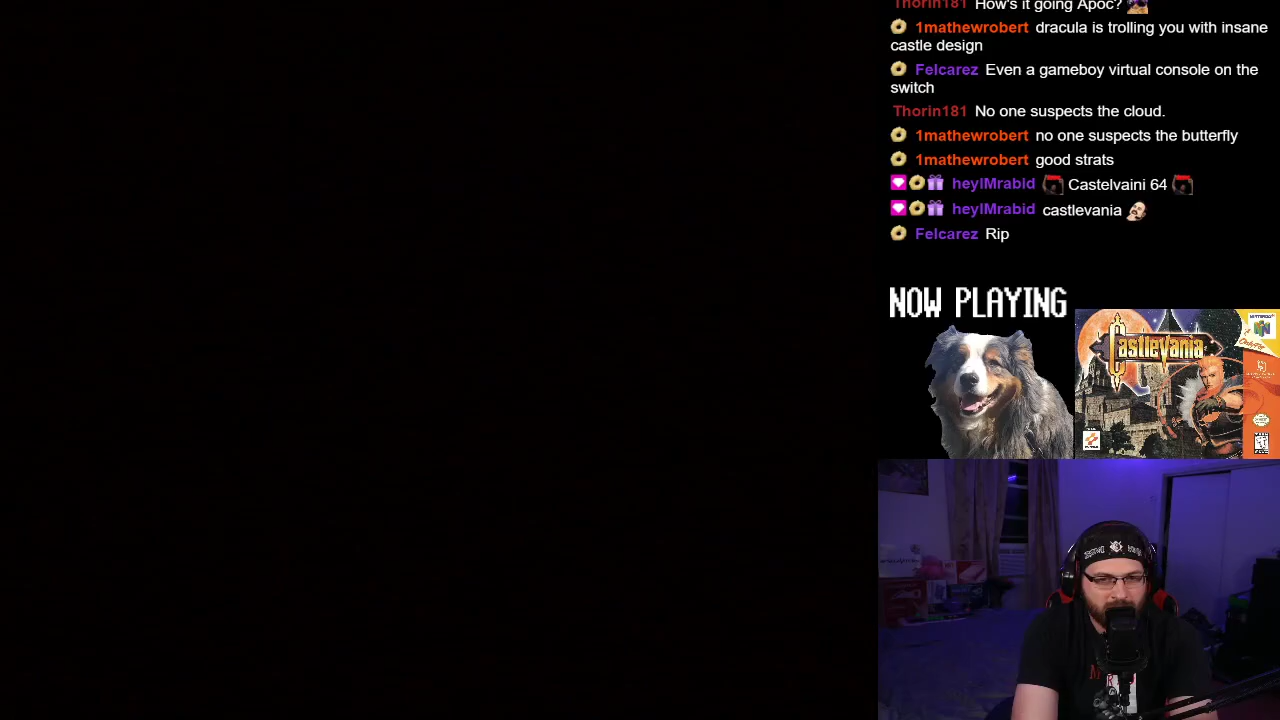 Thorin181 How's it going Apoc?
1mathewrobert dracula is trolling you with insane
castle design
Felcarez Even a gameboy virtual console on the
switch
Thorin181 No one suspects the cloud.
1mathewrobert no one suspects the butterfly
1mathewrobert good strats
heyIMrabid Castelvaini 64
heyIMrabid castlevania
Felcarez Rip
NOW PLAYING
Castlevania